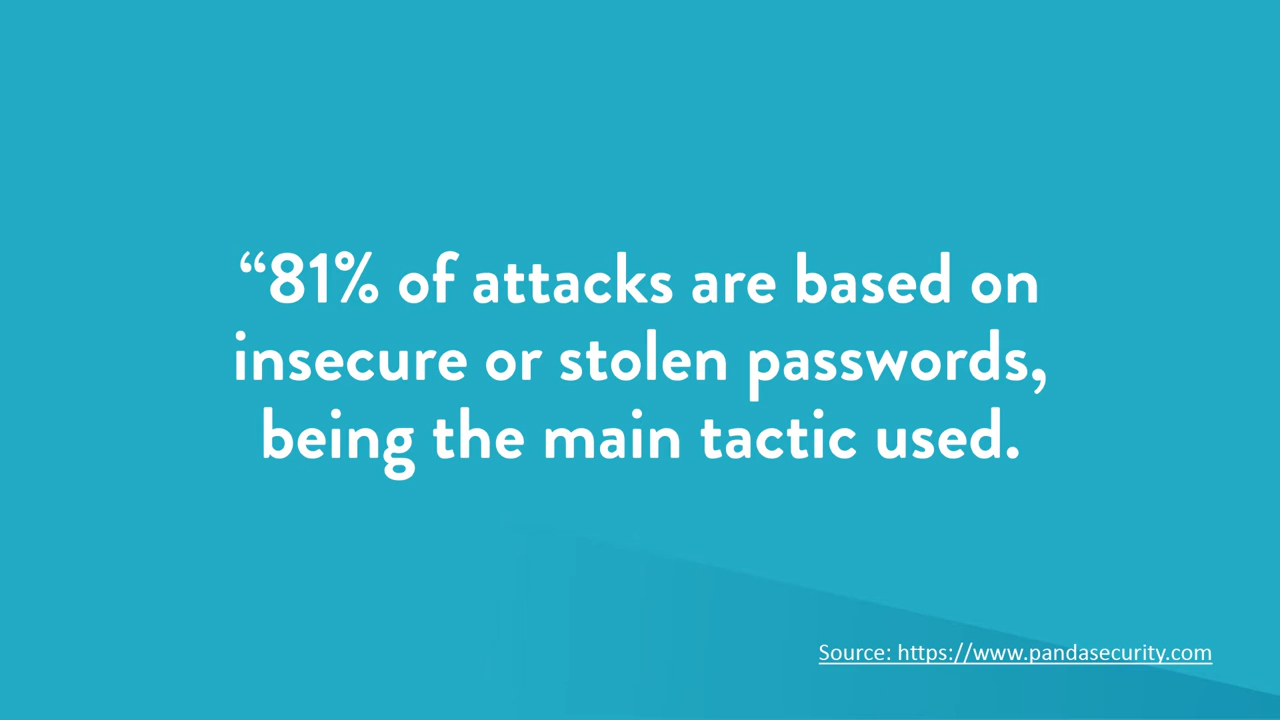 “81% of attacks are based on
insecure or stolen passwords,
being the main tactic used.
Source: https://www.pandasecurity.com